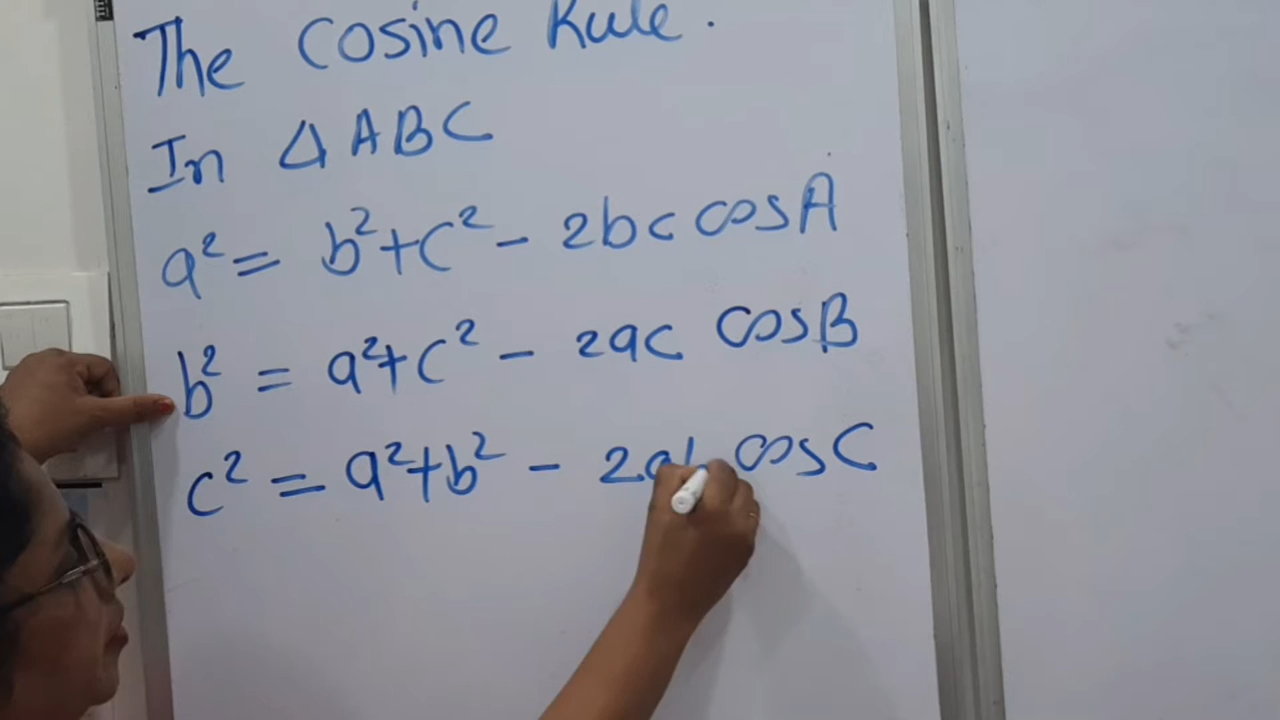 The Cosine Rule.
In △ABC
a² = b²+c² - 2bc cosA
b² = a²+c² - 2ac cosB
c² = a²+b² - 2ab cosC